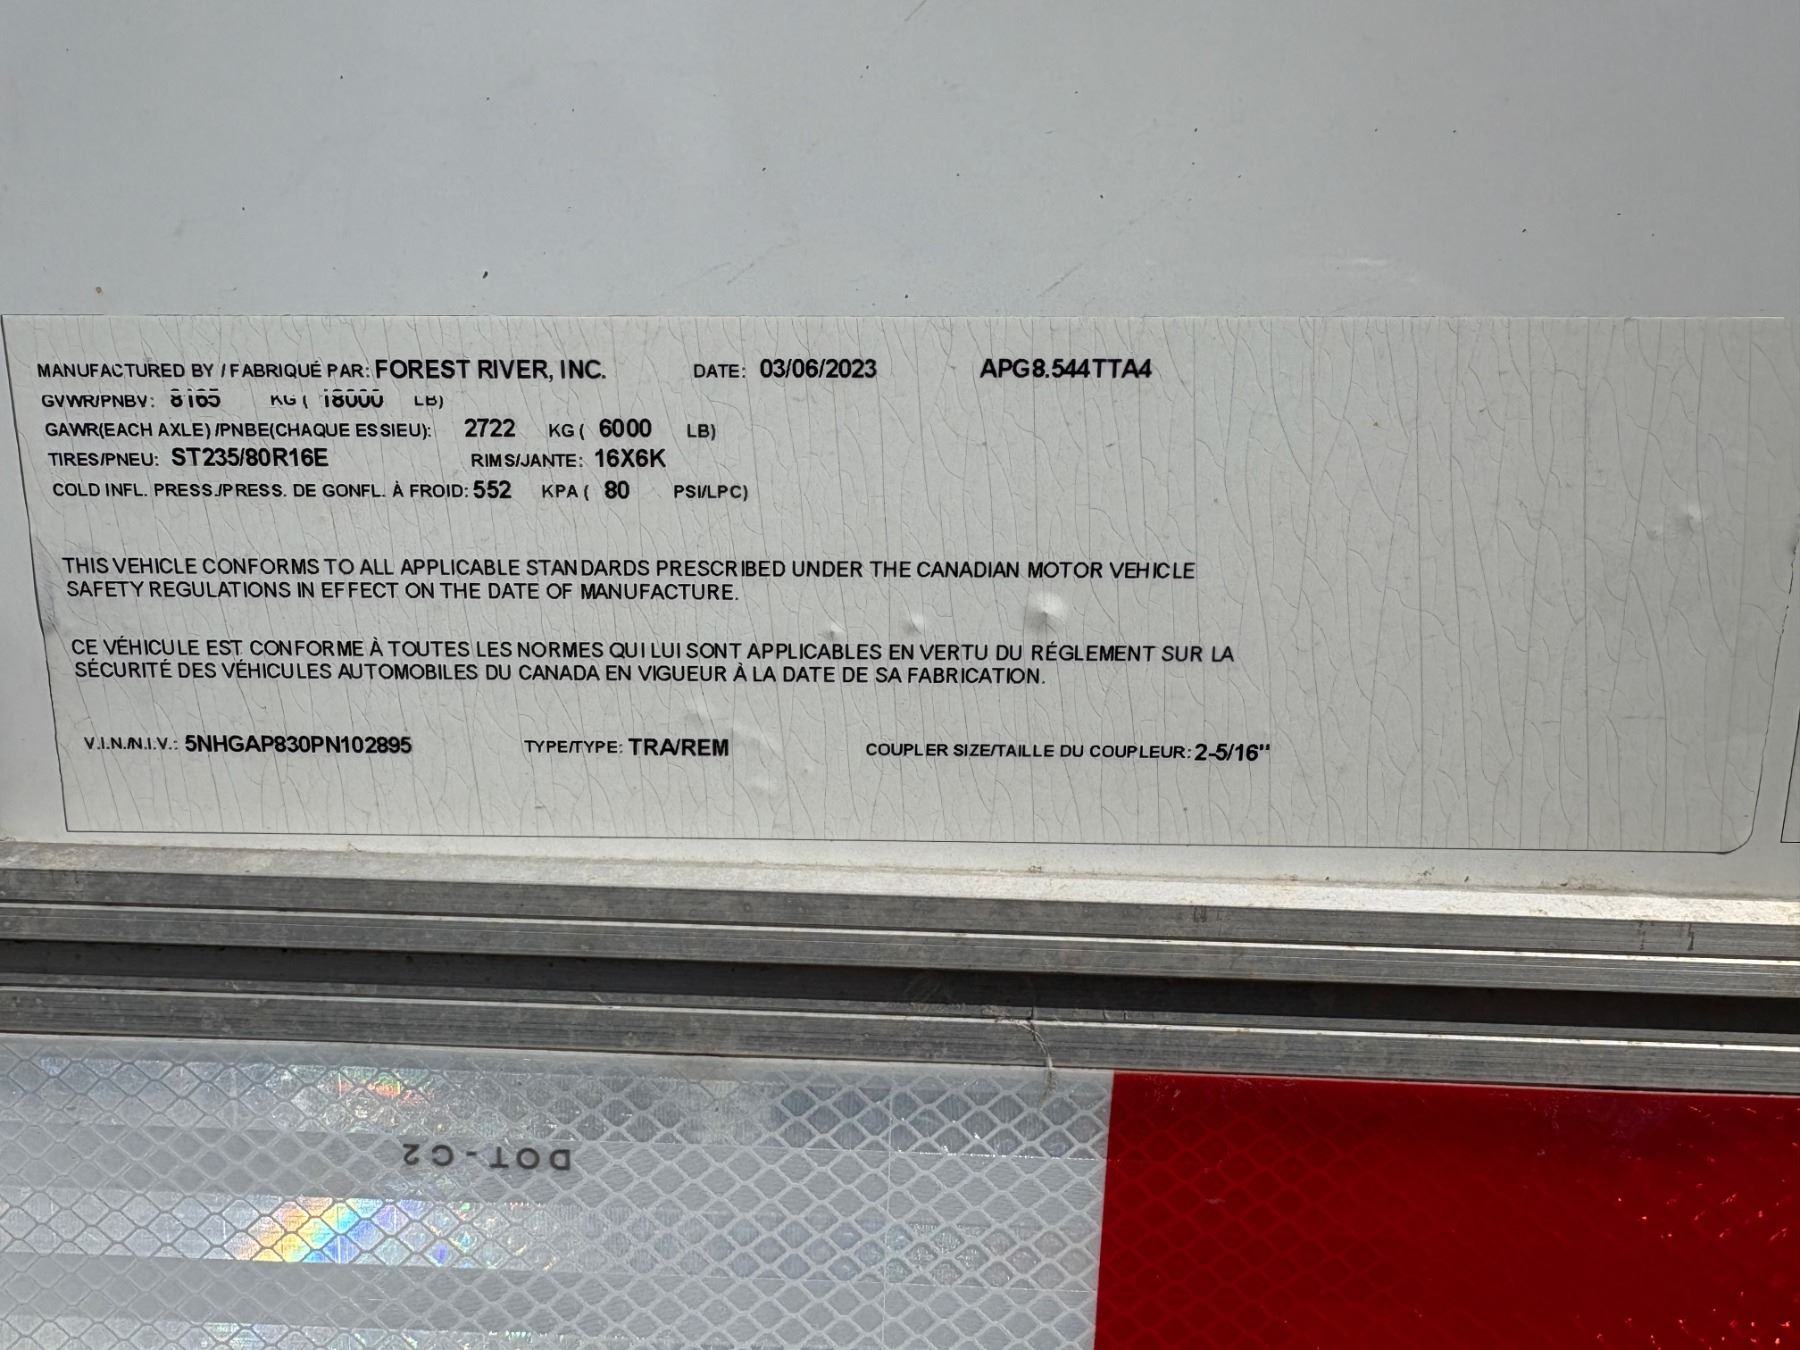 MANUFACTURED BY / FABRIQUÉ PAR: FOREST RIVER, INC. DATE: 03/06/2023 APG8.544TTA4
GVWR/PNBV: 8165 KG ( 18000 LB)
GAWR(EACH AXLE)/PNBE(CHAQUE ESSIEU): 2722 KG ( 6000 LB)
TIRES/PNEU: ST235/80R16E RIMS/JANTE: 16X6K
COLD INFL. PRESS./PRESS. DE GONFL. À FROID: 552 KPA ( 80 PSI/LPC)
THIS VEHICLE CONFORMS TO ALL APPLICABLE STANDARDS PRESCRIBED UNDER THE CANADIAN MOTOR VEHICLE
SAFETY REGULATIONS IN EFFECT ON THE DATE OF MANUFACTURE.
CE VÉHICULE EST CONFORME À TOUTES LES NORMES QUI LUI SONT APPLICABLES EN VERTU DU RÉGLEMENT SUR LA
SÉCURITÉ DES VÉHICULES AUTOMOBILES DU CANADA EN VIGUEUR À LA DATE DE SA FABRICATION.
V.I.N./N.I.V.: 5NHGAP830PN102895 TYPE/TYPE: TRA/REM COUPLER SIZE/TAILLE DU COUPLEUR: 2-5/16"
DOT-C2